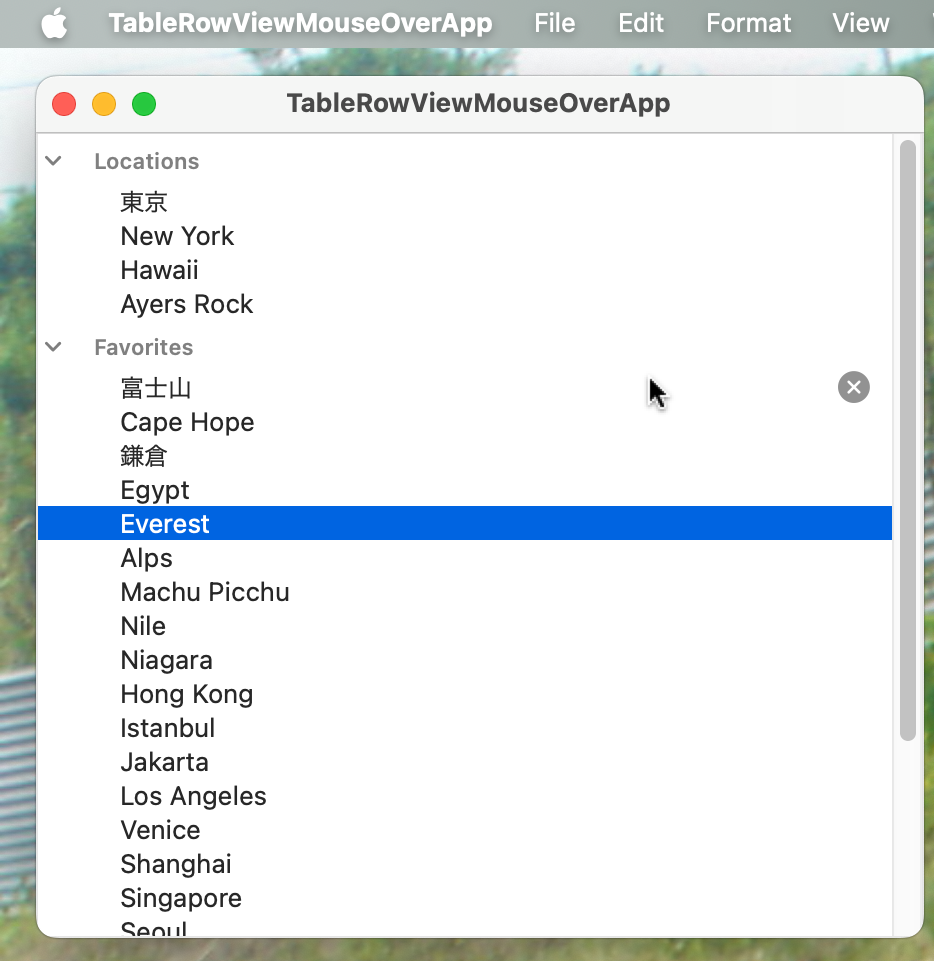 TableRowViewMouseOverApp File Edit Format View
TableRowViewMouseOverApp
Locations
東京
New York
Hawaii
Ayers Rock
Favorites
富士山
Cape Hope
鎌倉
Egypt
Everest
Alps
Machu Picchu
Nile
Niagara
Hong Kong
Istanbul
Jakarta
Los Angeles
Venice
Shanghai
Singapore
Seoul